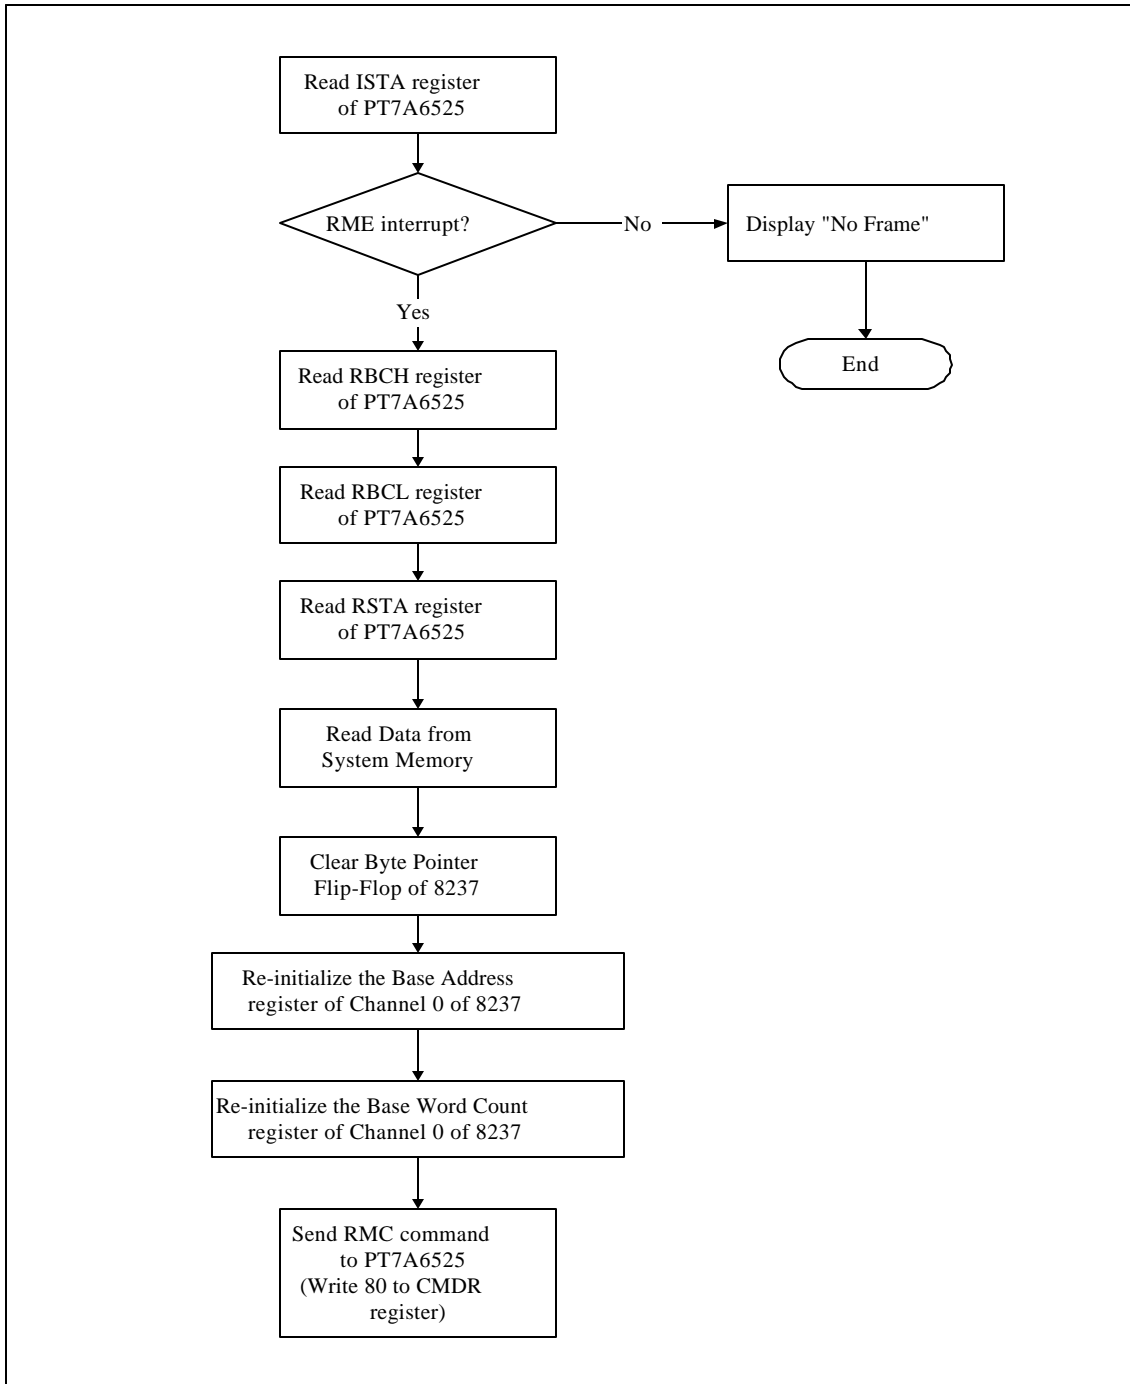 Read ISTA register
of PT7A6525
RME interrupt?
No
Display "No Frame"
Yes
End
Read RBCH register
of PT7A6525
Read RBCL register
of PT7A6525
Read RSTA register
of PT7A6525
Read Data from
System Memory
Clear Byte Pointer
Flip-Flop of 8237
Re-initialize the Base Address
register of Channel 0 of 8237
Re-initialize the Base Word Count
register of Channel 0 of 8237
Send RMC command
to PT7A6525
(Write 80 to CMDR
register)